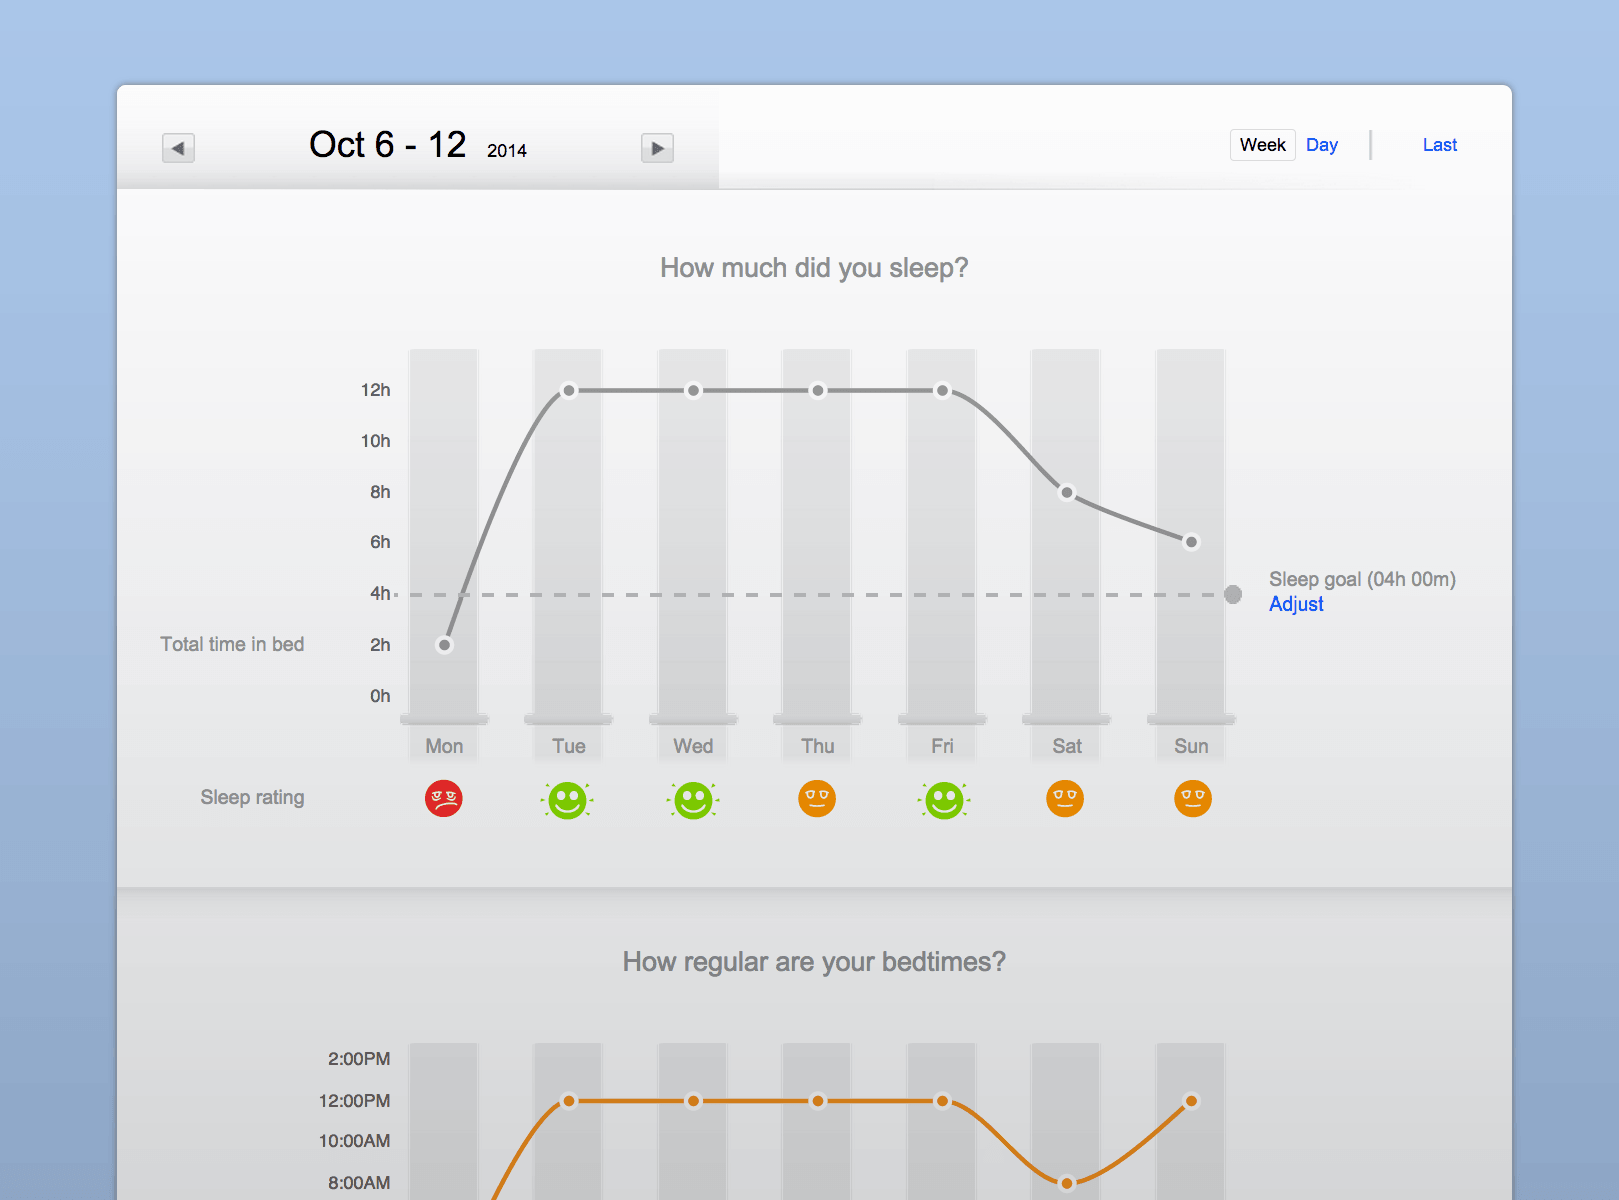 Oct 6 - 12 2014
Week Day Last
How much did you sleep?
12h
10h
8h
6h
Sleep goal (04h 00m)
4h
Adjust
Total time in bed 2h
0h
Mon Tue Wed Thu Fri Sat Sun
Sleep rating
How regular are your bedtimes?
2:00PM
12:00PM
10:00AM
8:00AM